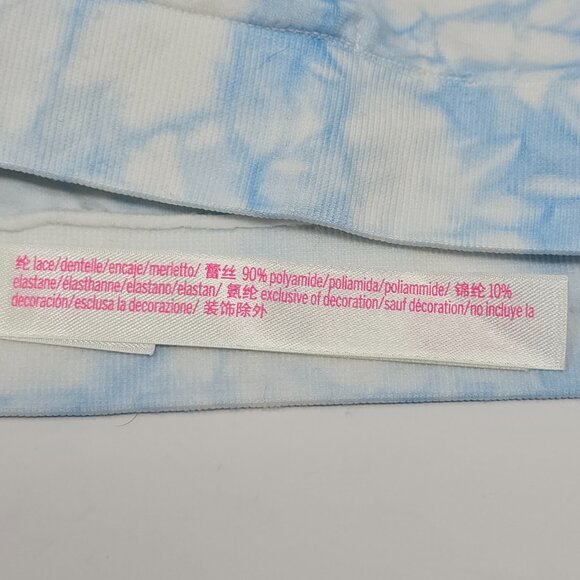 纶 lace/dentelle/encaje/merietto/ 蕾丝 90% polyamide/poliamida/poliammide/ 锦纶 10%
elastane/élasthanne/elastano/elastan/ 氨纶 exclusive of decoration/sauf décoration/no incluye la
decoración/esclusa la decorazione/ 装饰除外